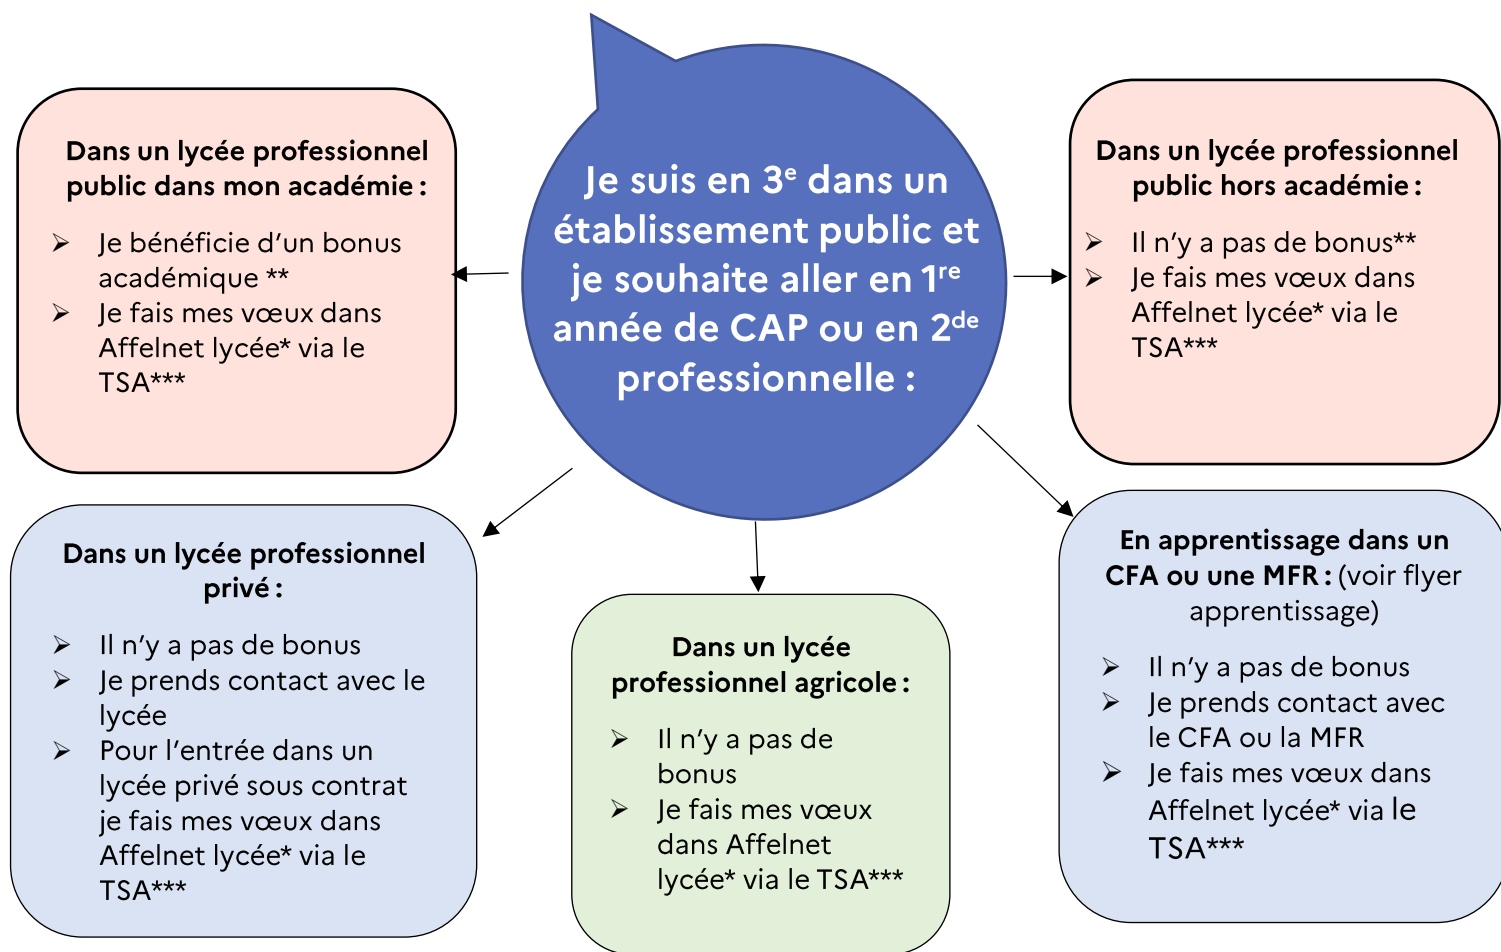 Je suis en 3e dans un
établissement public et
je souhaite aller en 1re
année de CAP ou en 2de
professionnelle :
Dans un lycée professionnel
public dans mon académie :
➢ Je bénéficie d’un bonus
académique **
➢ Je fais mes vœux dans
Affelnet lycée* via le
TSA***
Dans un lycée professionnel
public hors académie :
➢ Il n’y a pas de bonus**
➢ Je fais mes vœux dans
Affelnet lycée* via le
TSA***
Dans un lycée professionnel
privé :
➢ Il n’y a pas de bonus
➢ Je prends contact avec le
lycée
➢ Pour l’entrée dans un
lycée privé sous contrat
je fais mes vœux dans
Affelnet lycée* via le
TSA***
Dans un lycée
professionnel agricole :
➢ Il n’y a pas de
bonus
➢ Je fais mes vœux
dans Affelnet
lycée* via le TSA***
En apprentissage dans un
CFA ou une MFR : (voir flyer
apprentissage)
➢ Il n’y a pas de bonus
➢ Je prends contact avec
le CFA ou la MFR
➢ Je fais mes vœux dans
Affelnet lycée* via le
TSA***